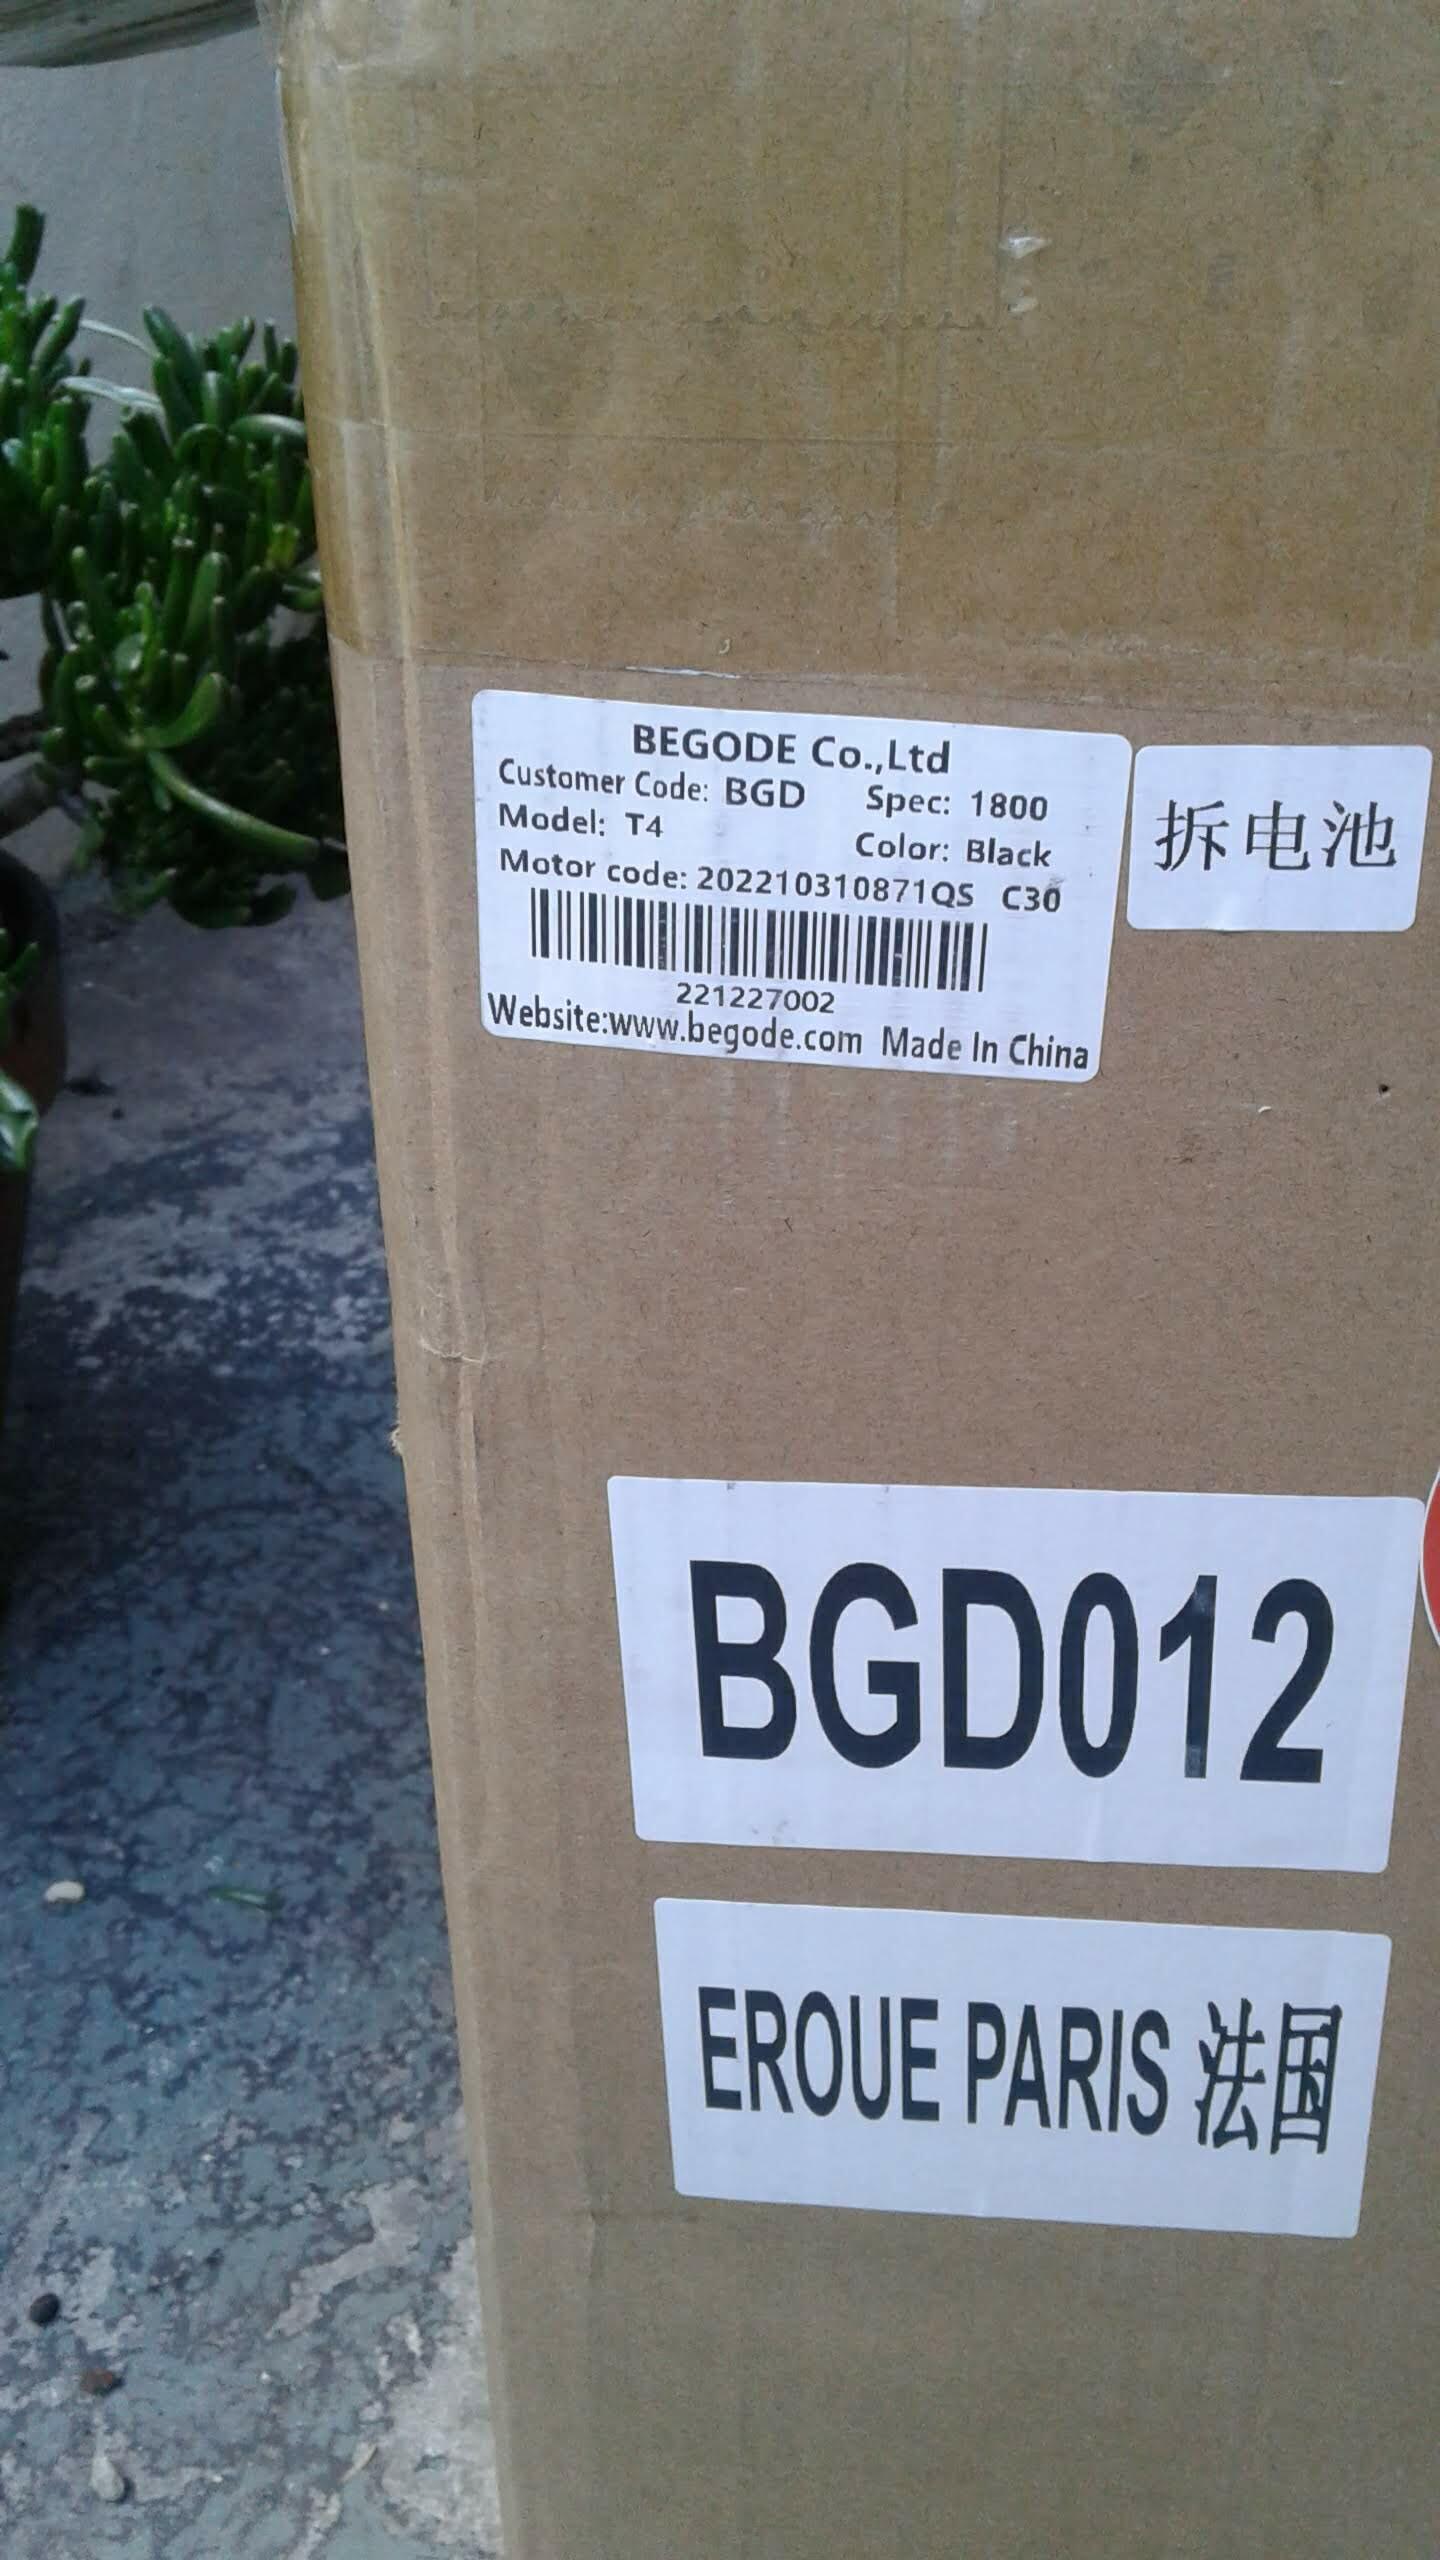 BEGODE Co.,Ltd
Customer Code: BGD Spec: 1800
Model: T4 Color: Black
Motor code: 202210310871QS C30
221227002
Website:www.begode.com Made In China
拆电池
BGD012
EROUE PARIS 法国